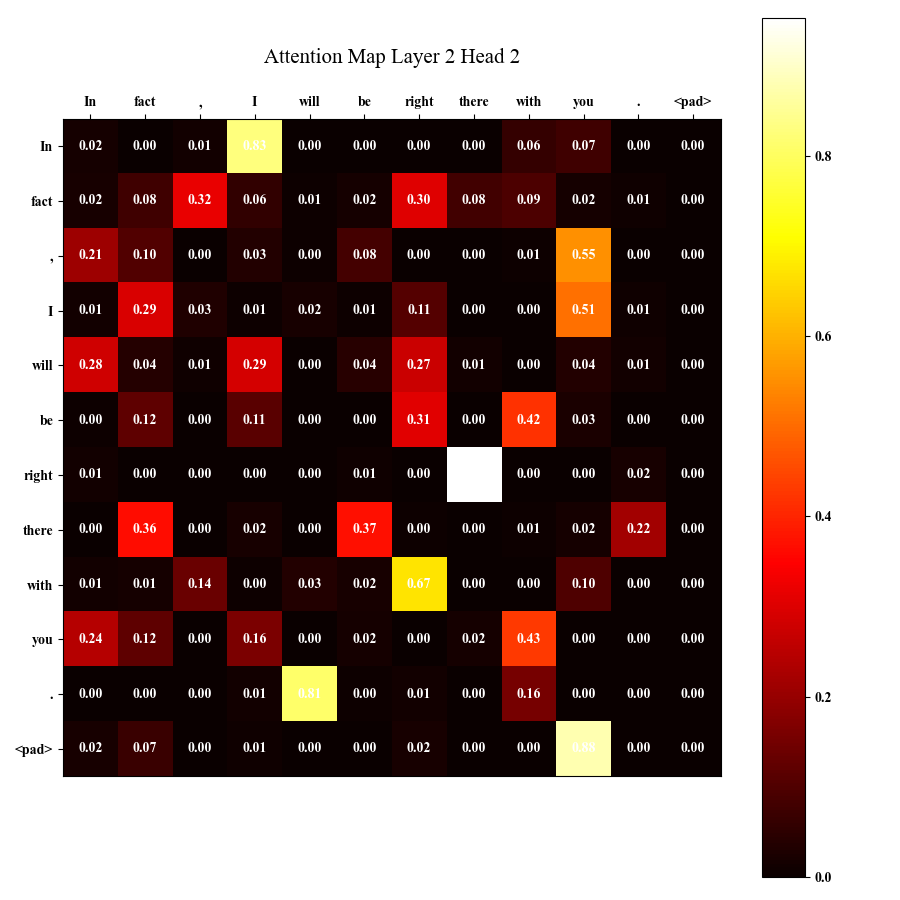 Attention Map Layer 2 Head 2
In fact , I will be right there with you . <pad>
In 0.02 0.00 0.01 0.83 0.00 0.00 0.00 0.00 0.06 0.07 0.00 0.00
fact 0.02 0.08 0.32 0.06 0.01 0.02 0.30 0.08 0.09 0.02 0.01 0.00
, 0.21 0.10 0.00 0.03 0.00 0.08 0.00 0.00 0.01 0.55 0.00 0.00
I 0.01 0.29 0.03 0.01 0.02 0.01 0.11 0.00 0.00 0.51 0.01 0.00
will 0.28 0.04 0.01 0.29 0.00 0.04 0.27 0.01 0.00 0.04 0.01 0.00
be 0.00 0.12 0.00 0.11 0.00 0.00 0.31 0.00 0.42 0.03 0.00 0.00
right 0.01 0.00 0.00 0.00 0.00 0.01 0.00 0.00 0.00 0.02 0.00
there 0.00 0.36 0.00 0.02 0.00 0.37 0.00 0.00 0.01 0.02 0.22 0.00
with 0.01 0.01 0.14 0.00 0.03 0.02 0.67 0.00 0.00 0.10 0.00 0.00
you 0.24 0.12 0.00 0.16 0.00 0.02 0.00 0.02 0.43 0.00 0.00 0.00
. 0.00 0.00 0.00 0.01 0.81 0.00 0.01 0.00 0.16 0.00 0.00 0.00
<pad> 0.02 0.07 0.00 0.01 0.00 0.00 0.02 0.00 0.00 0.00 0.00
0.8
0.6
0.4
0.2
0.0